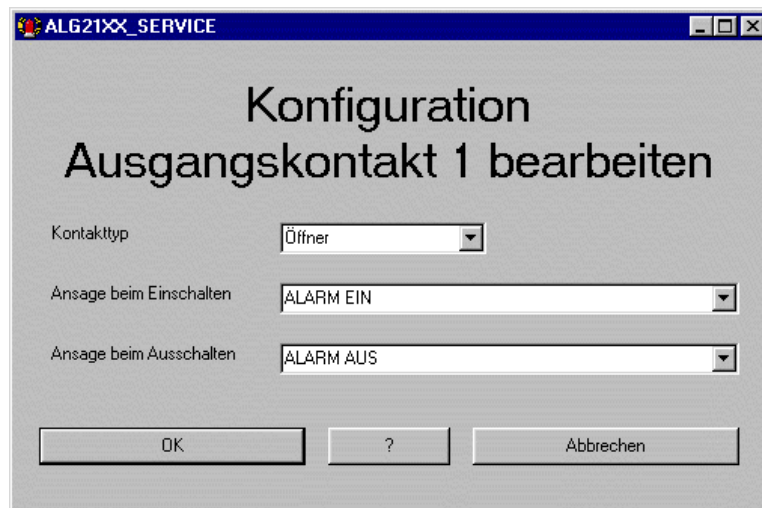 ALG21XX_SERVICE
Konfiguration
Ausgangskontakt 1 bearbeiten
Kontakttyp
Öffner
Ansage beim Einschalten
ALARM EIN
Ansage beim Ausschalten
ALARM AUS
OK
?
Abbrechen